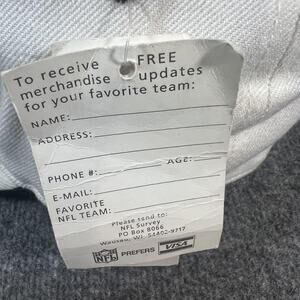 To receive FREE
merchandise updates
for your favorite team:
NAME:
ADDRESS:
PHONE #: AGE:
E-MAIL:
FAVORITE
NFL TEAM:
Please send to:
NFL Survey
PO Box 8066
Wausau, WI 54402-9717
NFL PREFERS VISA